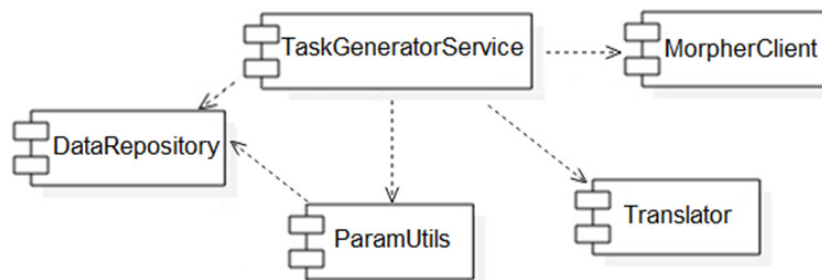 TaskGeneratorService
MorpherClient
DataRepository
ParamUtils
Translator